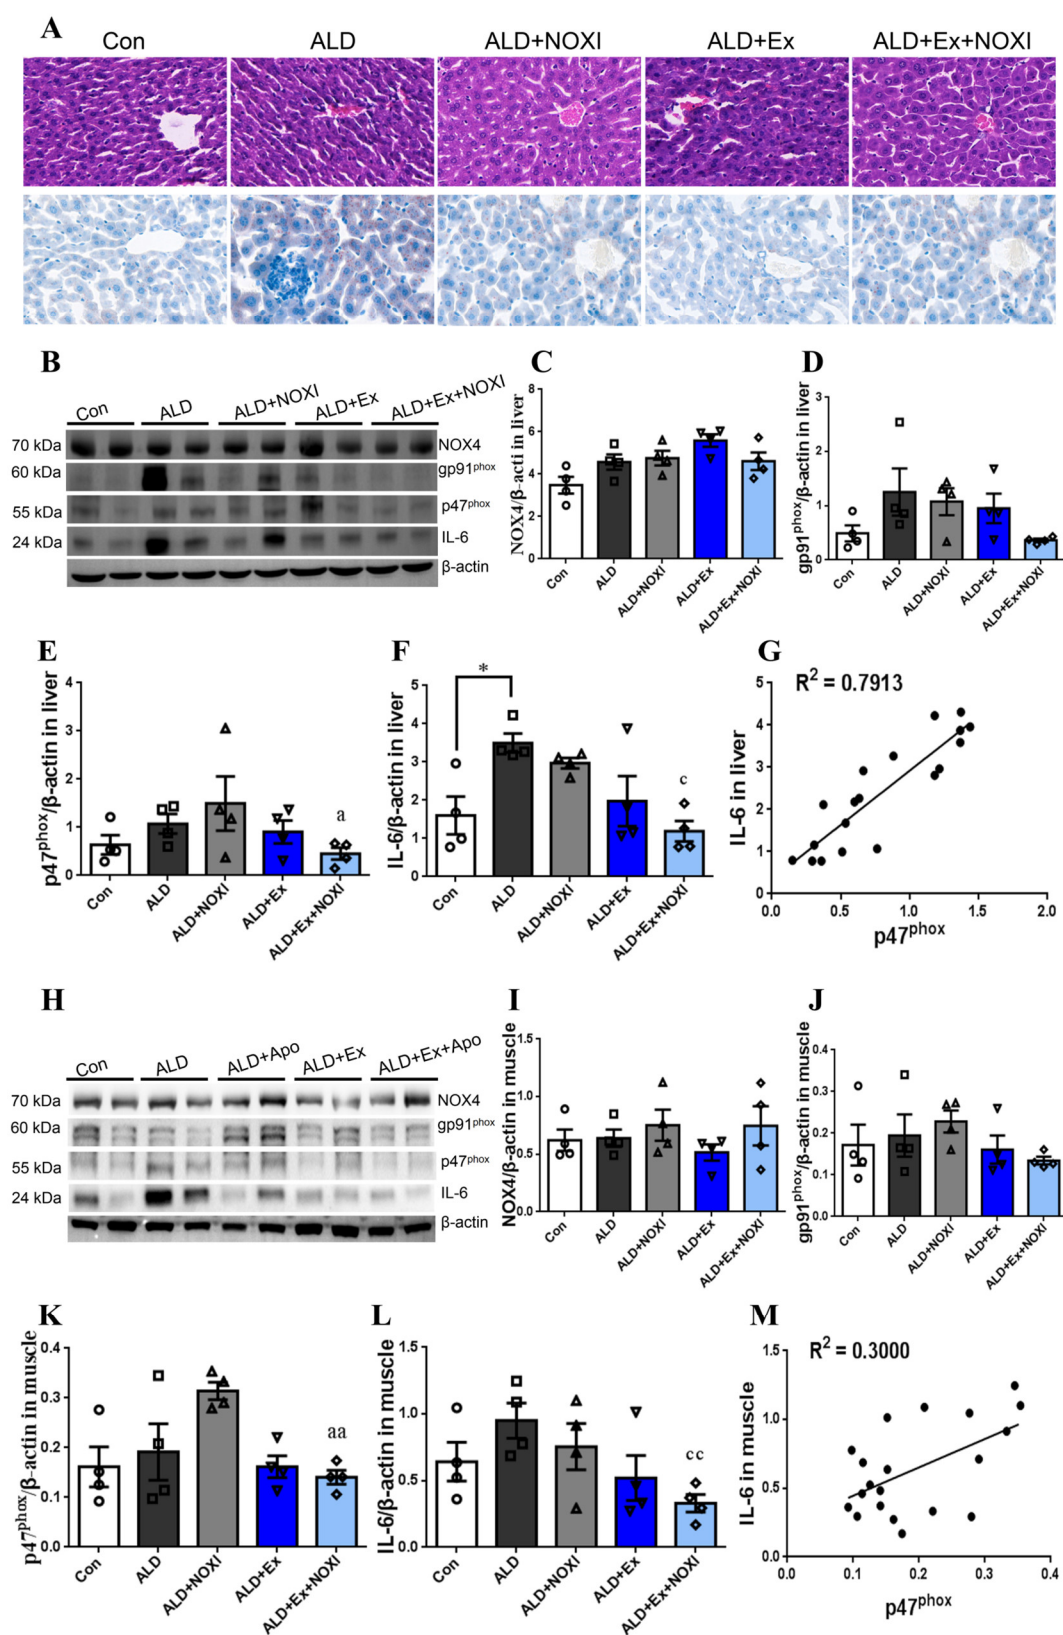 A
Con ALD ALD+NOXI ALD+Ex ALD+Ex+NOXI
B
Con ALD ALD+NOXI ALD+Ex ALD+Ex+NOXI
70 kDa NOX4
60 kDa gp91phox
55 kDa p47phox
24 kDa IL-6
β-actin
C
NOX4/β-acti in liver
8
6
4
2
0
Con ALD ALD+NOXI ALD+Ex ALD+Ex+NOXI
D
gp91phox/β-actin in liver
3
2
1
0
Con ALD ALD+NOXI ALD+Ex ALD+Ex+NOXI
E
p47phox/β-actin in liver
4
3
2
1
0
a
Con ALD ALD+NOXI ALD+Ex ALD+Ex+NOXI
F
IL-6/β-actin in liver
5
4
3
2
1
0
*
c
Con ALD ALD+NOXI ALD+Ex ALD+Ex+NOXI
G
R2 = 0.7913
IL-6 in liver
5
4
3
2
1
0
0.0 0.5 1.0 1.5 2.0
p47phox
H
Con ALD ALD+Apo ALD+Ex ALD+Ex+Apo
70 kDa NOX4
60 kDa gp91phox
55 kDa p47phox
24 kDa IL-6
β-actin
I
NOX4/β-actin in muscle
1.5
1.0
0.5
0.0
Con ALD ALD+NOXI ALD+Ex ALD+Ex+NOXI
J
gp91phox/β-actin in muscle
0.4
0.3
0.2
0.1
0.0
Con ALD ALD+NOXI ALD+Ex ALD+Ex+NOXI
K
p47phox/β-actin in muscle
0.4
0.3
0.2
0.1
0.0
aa
Con ALD ALD+NOXI ALD+Ex ALD+Ex+NOXI
L
IL-6/β-actin in muscle
1.5
1.0
0.5
0.0
cc
Con ALD ALD+NOXI ALD+Ex ALD+Ex+NOXI
M
R2 = 0.3000
IL-6 in muscle
1.5
1.0
0.5
0.0
0.0 0.1 0.2 0.3 0.4
p47phox